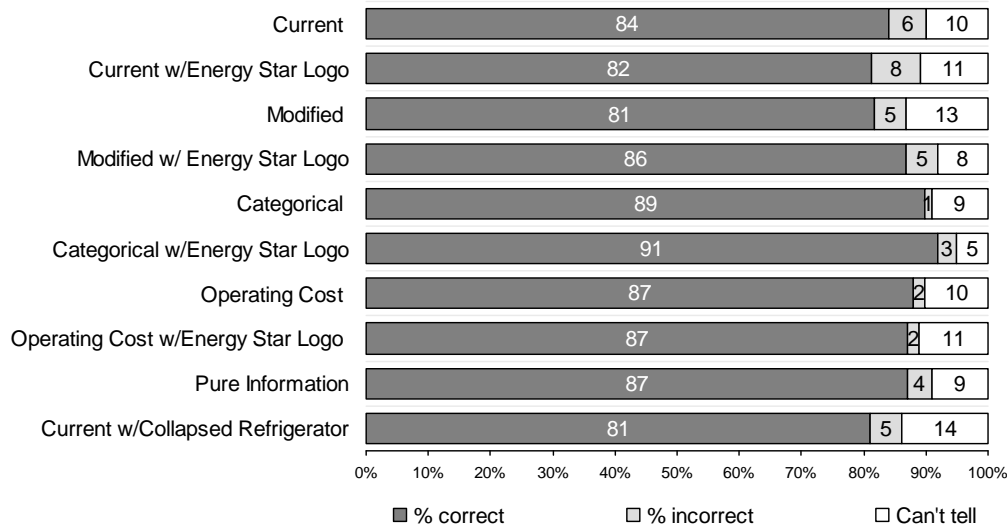 Current 84 6 10
Current w/Energy Star Logo 82 8 11
Modified 81 5 13
Modified w/ Energy Star Logo 86 5 8
Categorical 89 1 9
Categorical w/Energy Star Logo 91 3 5
Operating Cost 87 2 10
Operating Cost w/Energy Star Logo 87 2 11
Pure Information 87 4 9
Current w/Collapsed Refrigerator 81 5 14
0% 10% 20% 30% 40% 50% 60% 70% 80% 90% 100%
% correct % incorrect Can't tell